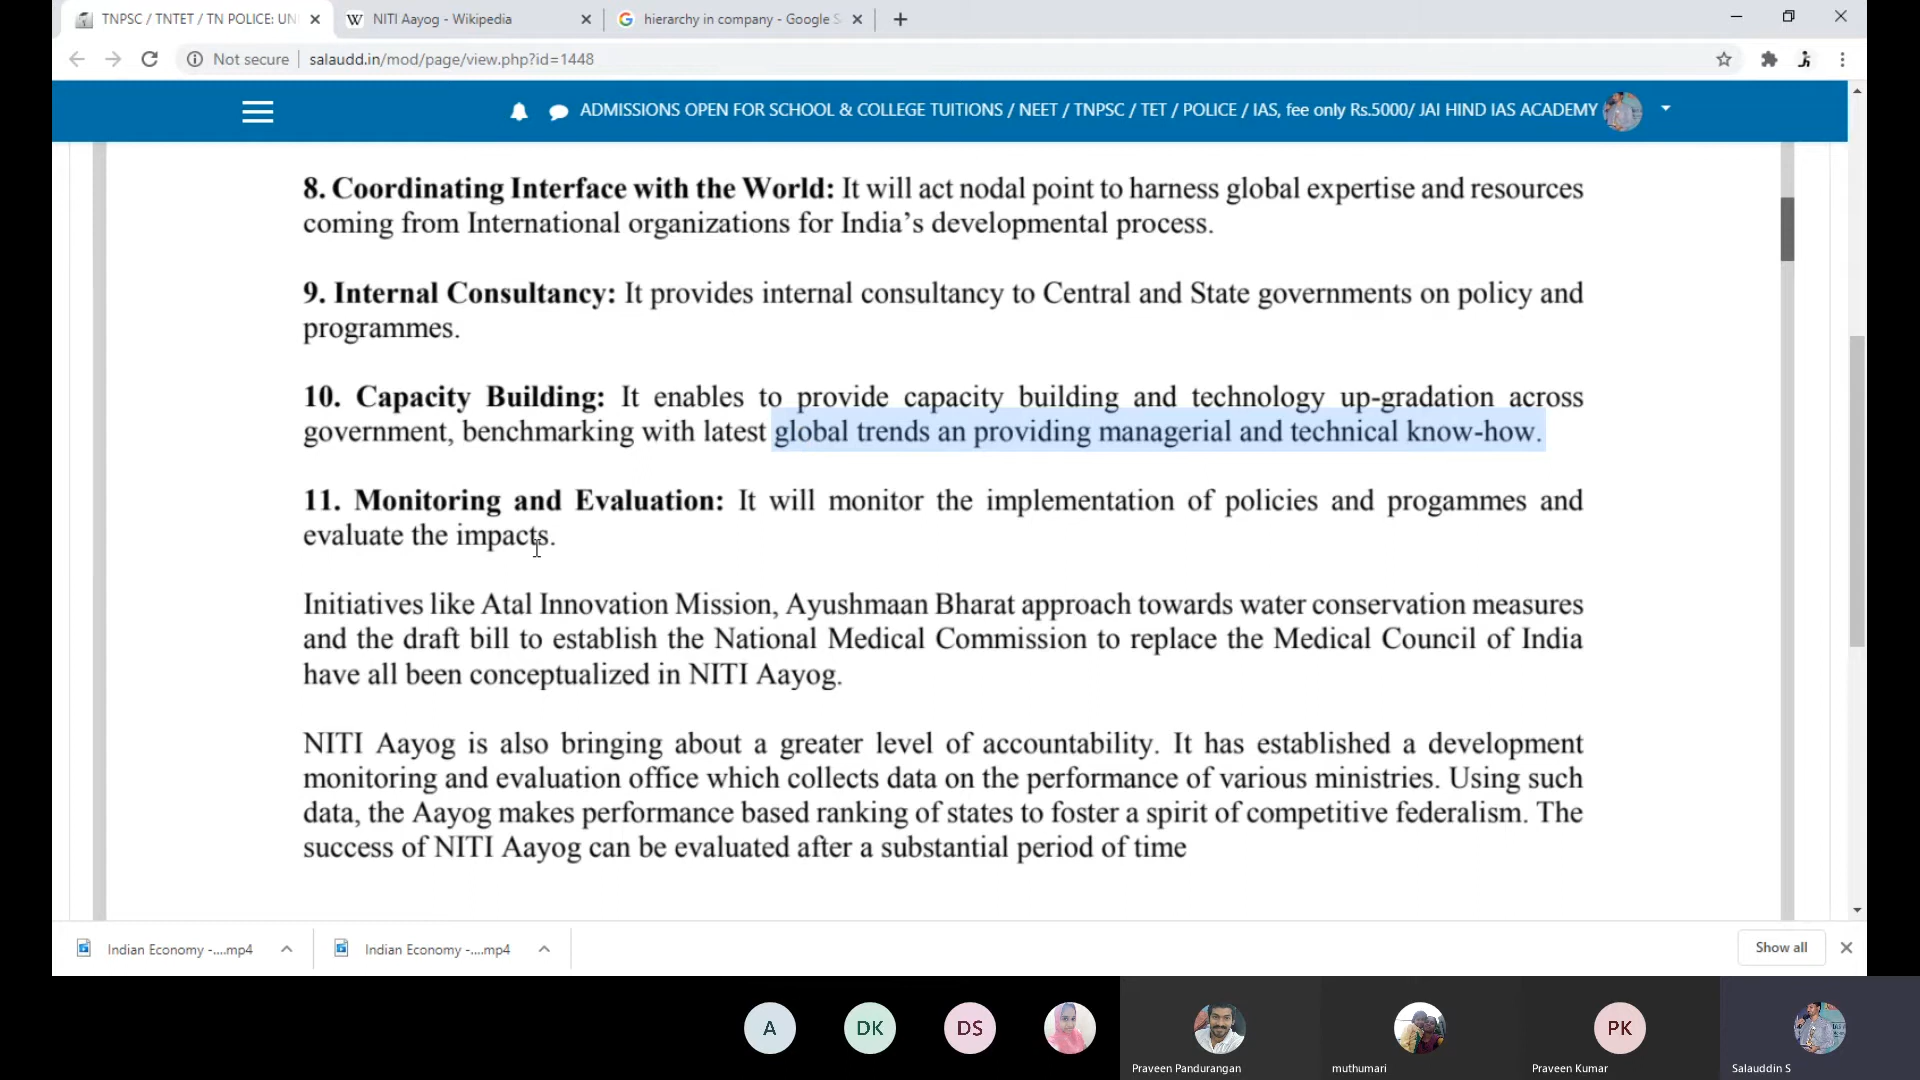 TNPSC / TNTET / TN POLICE: UNI
NITI Aayog - Wikipedia
hierarchy in company - Google S
Not secure
salaudd.in/mod/page/view.php?id=1448
ADMISSIONS OPEN FOR SCHOOL & COLLEGE TUITIONS / NEET / TNPSC / TET / POLICE / IAS, fee only Rs.5000/ JAI HIND IAS ACADEMY
8. Coordinating Interface with the World: It will act nodal point to harness global expertise and resources
coming from International organizations for India's developmental process.
9. Internal Consultancy: It provides internal consultancy to Central and State governments on policy and
programmes.
10. Capacity Building: It enables to provide capacity building and technology up-gradation across
government, benchmarking with latest global trends an providing managerial and technical know-how.
11. Monitoring and Evaluation: It will monitor the implementation of policies and progammes and
evaluate the impacts.
Initiatives like Atal Innovation Mission, Ayushmaan Bharat approach towards water conservation measures
and the draft bill to establish the National Medical Commission to replace the Medical Council of India
have all been conceptualized in NITI Aayog.
NITI Aayog is also bringing about a greater level of accountability. It has established a development
monitoring and evaluation office which collects data on the performance of various ministries. Using such
data, the Aayog makes performance based ranking of states to foster a spirit of competitive federalism. The
success of NITI Aayog can be evaluated after a substantial period of time
Indian Economy -....mp4
Indian Economy -....mp4
Show all
A
DK
DS
PK
Praveen Pandurangan
muthumari
Praveen Kumar
Salauddin S